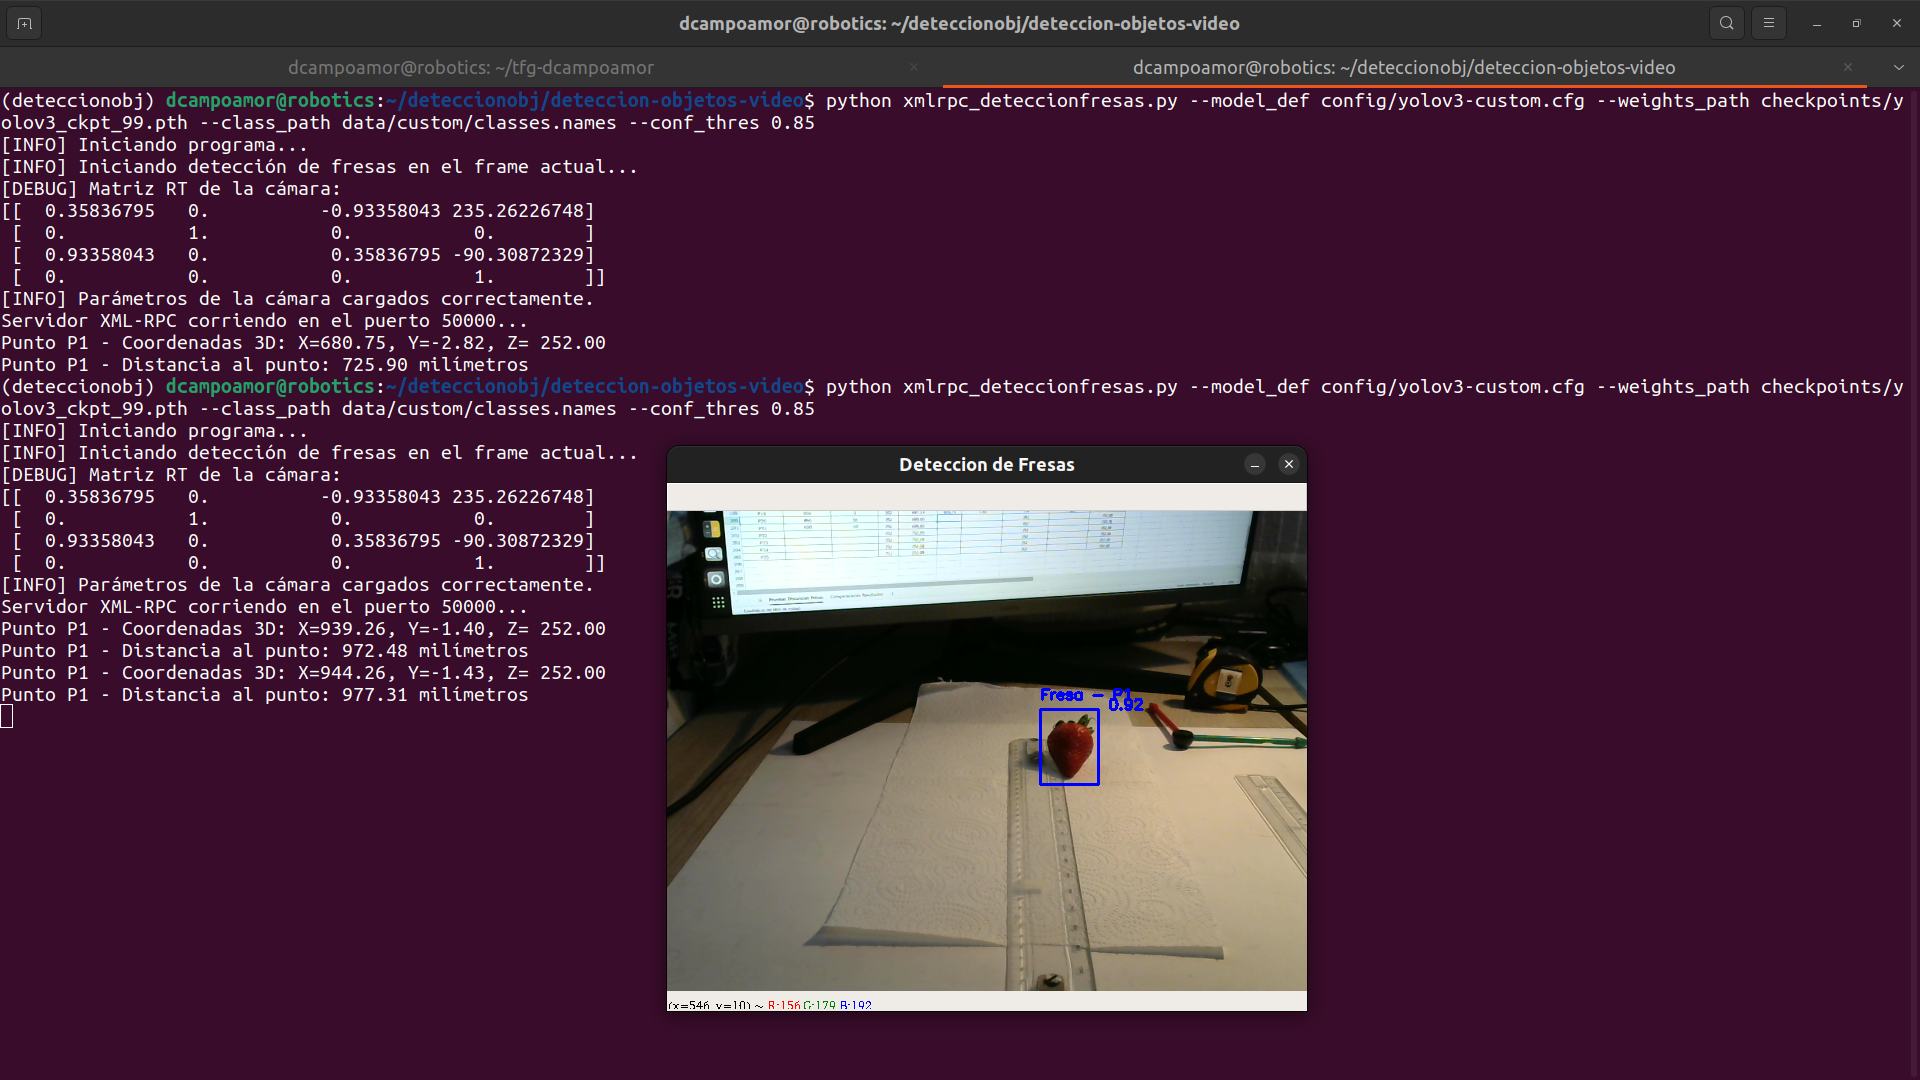 dcampoamor@robotics: ~/deteccionobj/deteccion-objetos-video
dcampoamor@robotics: ~/tfg-dcampoamor
dcampoamor@robotics: ~/deteccionobj/deteccion-objetos-video
(deteccionobj) dcampoamor@robotics:~/deteccionobj/deteccion-objetos-video$ python xmlrpc_deteccionfresas.py --model_def config/yolov3-custom.cfg --weights_path checkpoints/y
olov3_ckpt_99.pth --class_path data/custom/classes.names --conf_thres 0.85
[INFO] Iniciando programa...
[INFO] Iniciando detección de fresas en el frame actual...
[DEBUG] Matriz RT de la cámara:
[[ 0.35836795 0. -0.93358043 235.26226748]
[ 0. 1. 0. 0. ]
[ 0.93358043 0. 0.35836795 -90.30872329]
[ 0. 0. 0. 1. ]]
[INFO] Parámetros de la cámara cargados correctamente.
Servidor XML-RPC corriendo en el puerto 50000...
Punto P1 - Coordenadas 3D: X=680.75, Y=-2.82, Z= 252.00
Punto P1 - Distancia al punto: 725.90 milímetros
(deteccionobj) dcampoamor@robotics:~/deteccionobj/deteccion-objetos-video$ python xmlrpc_deteccionfresas.py --model_def config/yolov3-custom.cfg --weights_path checkpoints/y
olov3_ckpt_99.pth --class_path data/custom/classes.names --conf_thres 0.85
[INFO] Iniciando programa...
[INFO] Iniciando detección de fresas en el frame actual...
[DEBUG] Matriz RT de la cámara:
[[ 0.35836795 0. -0.93358043 235.26226748]
[ 0. 1. 0. 0. ]
[ 0.93358043 0. 0.35836795 -90.30872329]
[ 0. 0. 0. 1. ]]
[INFO] Parámetros de la cámara cargados correctamente.
Servidor XML-RPC corriendo en el puerto 50000...
Punto P1 - Coordenadas 3D: X=939.26, Y=-1.40, Z= 252.00
Punto P1 - Distancia al punto: 972.48 milímetros
Punto P1 - Coordenadas 3D: X=944.26, Y=-1.43, Z= 252.00
Punto P1 - Distancia al punto: 977.31 milímetros
Deteccion de Fresas
Fresa - P1
0.92
(x=546, y=10) ~ R:156 G:179 B:192